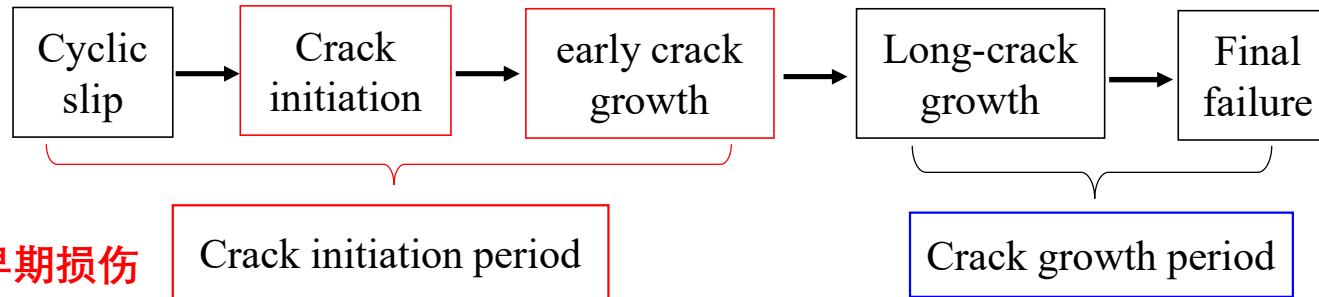 Cyclic
slip
Crack
initiation
early crack
growth
Long-crack
growth
Final
failure
早期损伤
Crack initiation period
Crack growth period